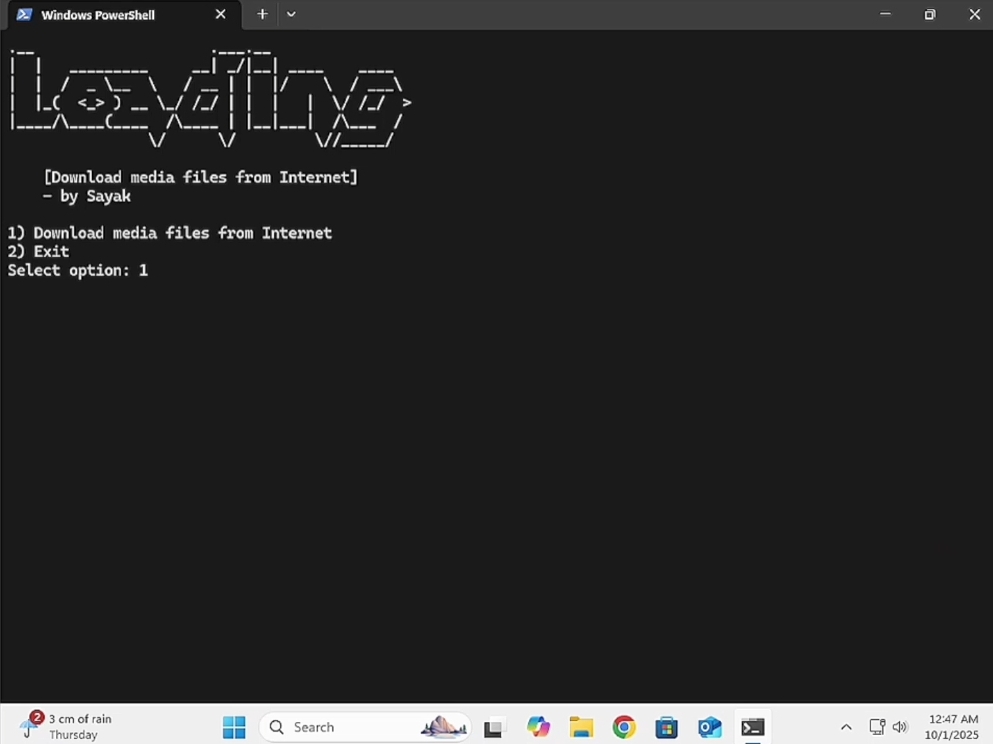 Windows PowerShell
Loading
[Download media files from Internet]
- by Sayak
1) Download media files from Internet
2) Exit
Select option: 1
2
3 cm of rain
Thursday
Search
12:47 AM
10/1/2025